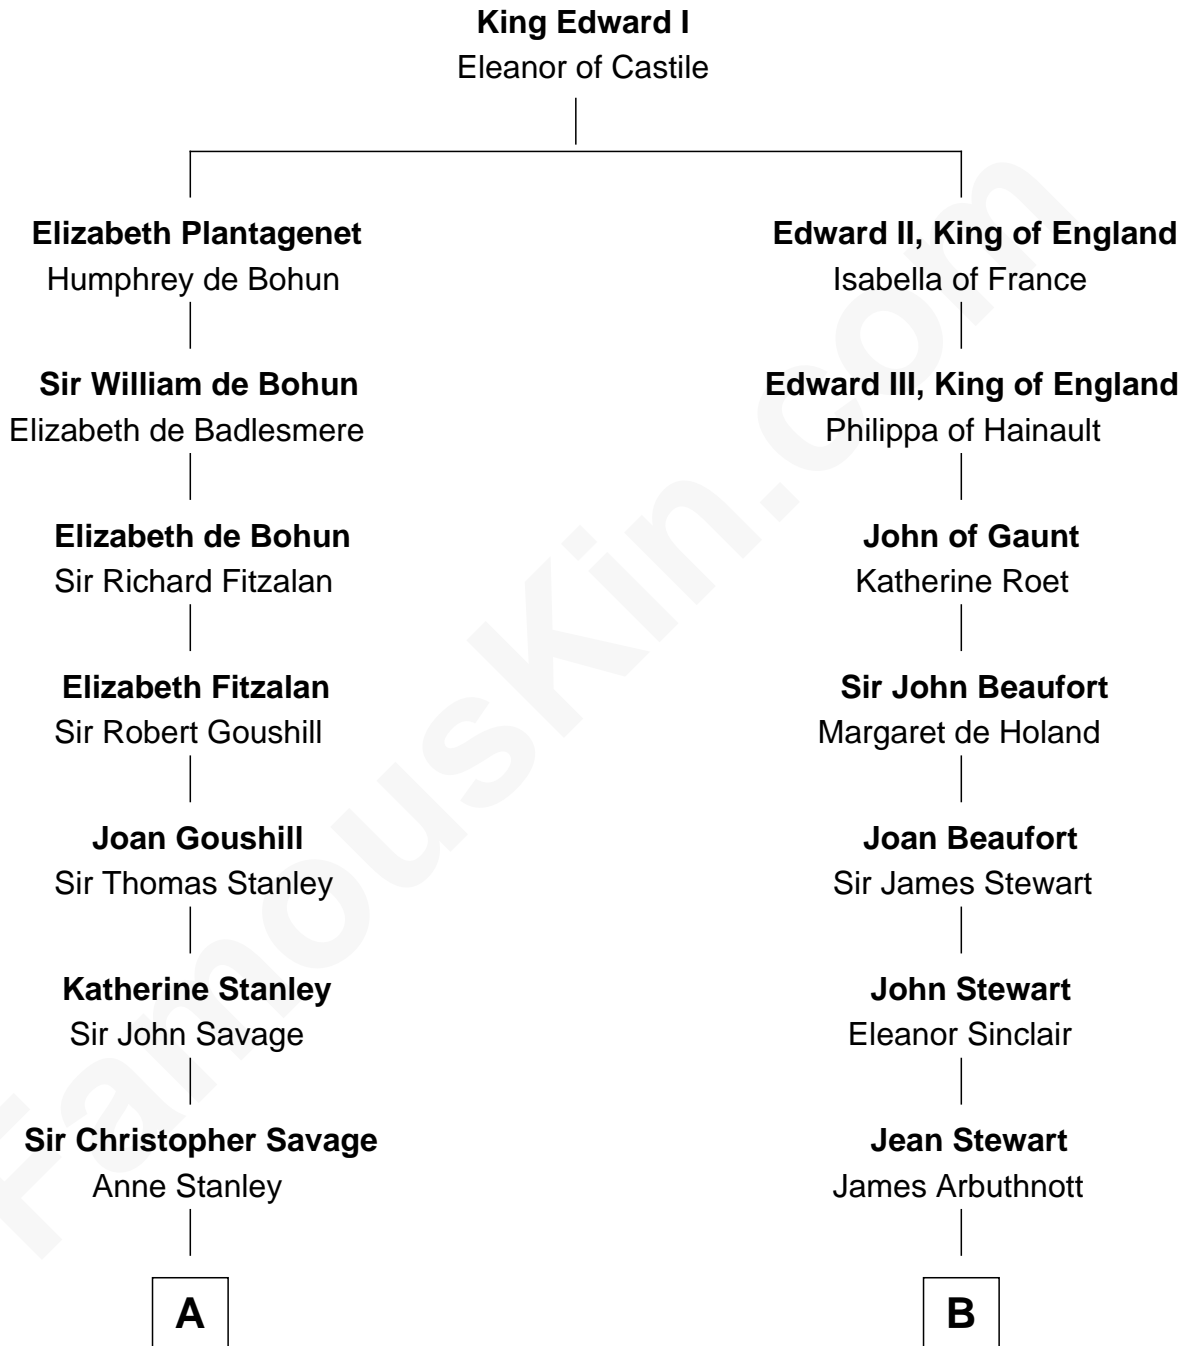 King Edward I
Eleanor of Castile
Elizabeth Plantagenet
Humphrey de Bohun
Edward II, King of England
Isabella of France
Sir William de Bohun
Elizabeth de Badlesmere
Edward III, King of England
Philippa of Hainault
Elizabeth de Bohun
Sir Richard Fitzalan
John of Gaunt
Katherine Roet
Elizabeth Fitzalan
Sir Robert Goushill
Sir John Beaufort
Margaret de Holand
Joan Goushill
Sir Thomas Stanley
Joan Beaufort
Sir James Stewart
Katherine Stanley
Sir John Savage
John Stewart
Eleanor Sinclair
Sir Christopher Savage
Anne Stanley
Jean Stewart
James Arbuthnott
A
B
FamousKin.com